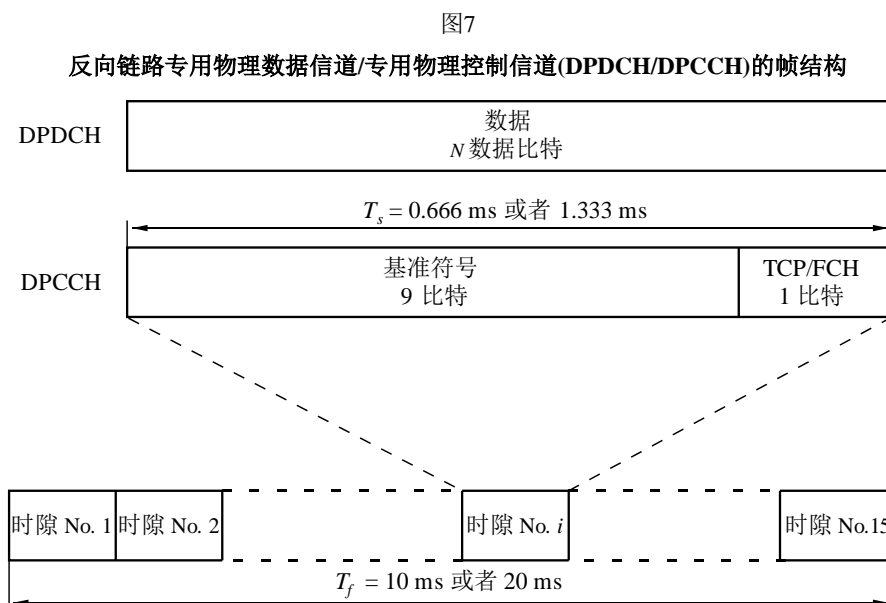 图7
反向链路专用物理数据信道/专用物理控制信道(DPDCH/DPCCH)的帧结构
DPDCH
数据
N 数据比特
T_s = 0.666 ms 或者 1.333 ms
DPCCH
基准符号
9 比特
TCP/FCH
1 比特
时隙 No. 1
时隙 No. 2
时隙 No. i
时隙 No.15
T_f = 10 ms 或者 20 ms